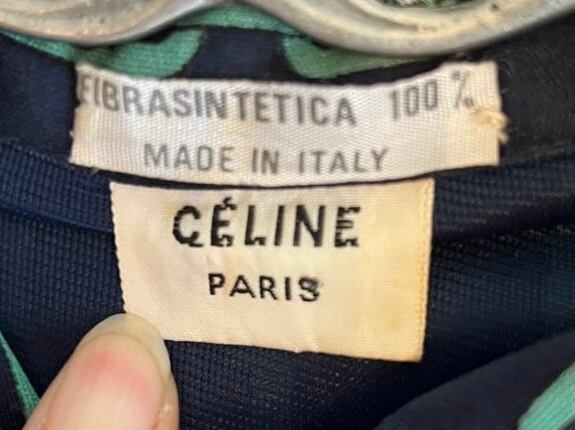 FIBRASINTETICA 100%
MADE IN ITALY
CÉLINE
PARIS